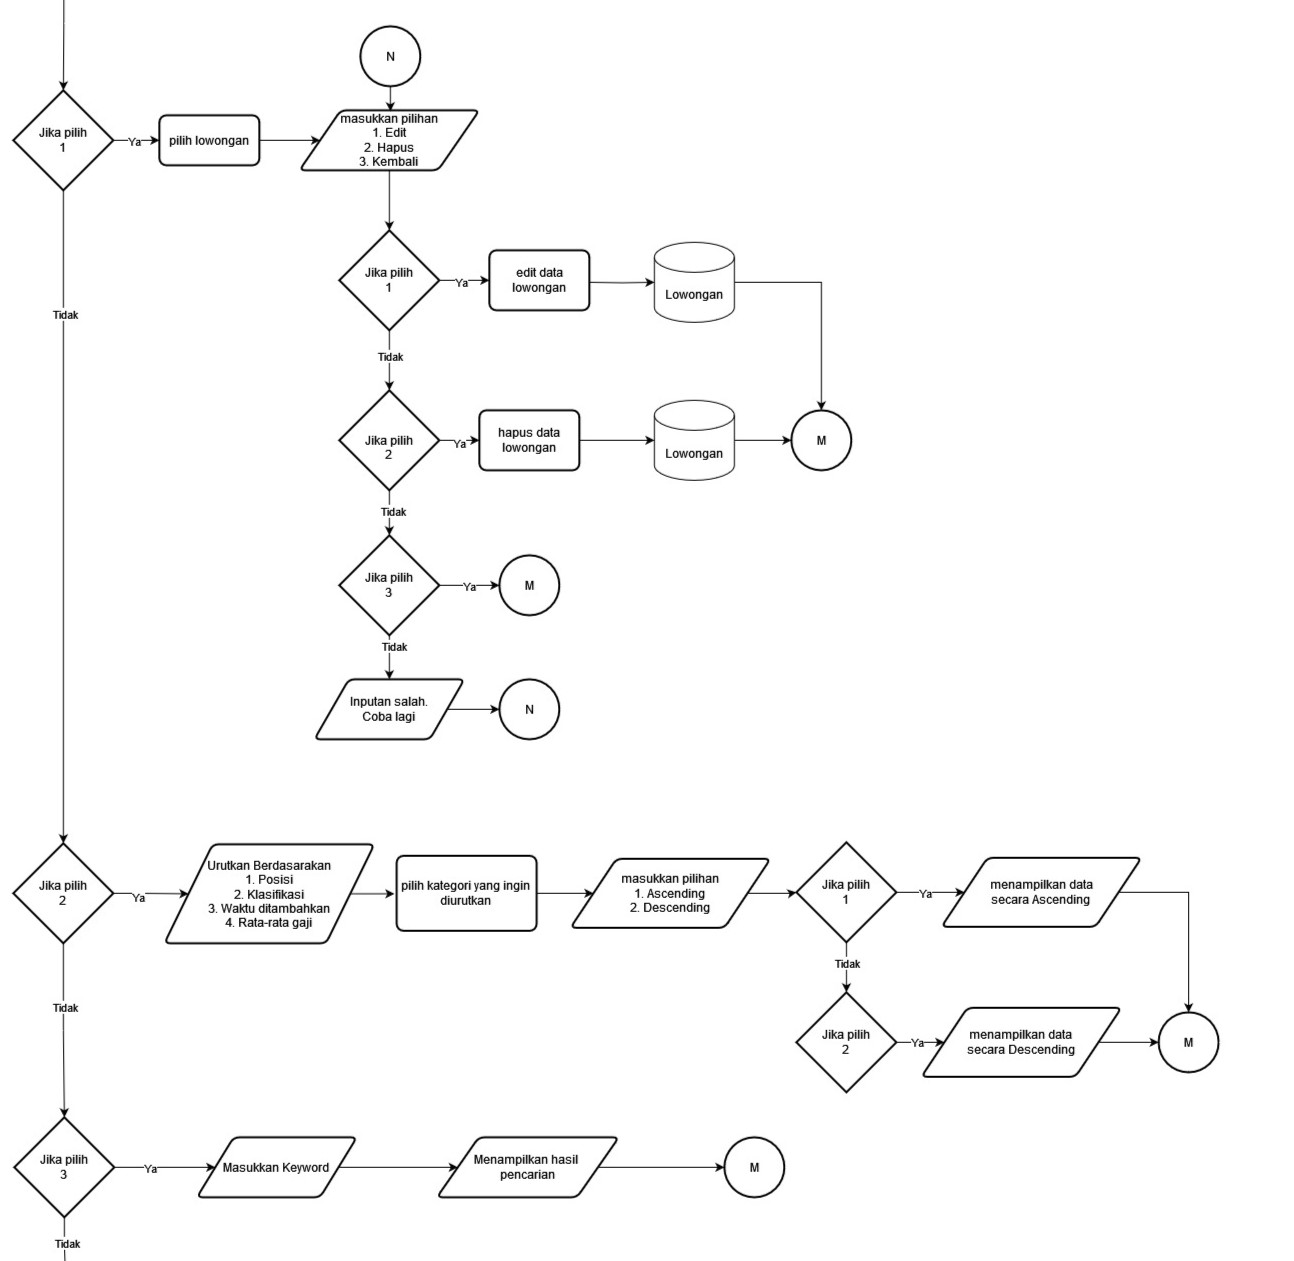 N
Jika pilih
1
Ya
pilih lowongan
masukkan pilihan
1. Edit
2. Hapus
3. Kembali
Jika pilih
1
Ya
edit data
lowongan
Lowongan
Tidak
Tidak
Jika pilih
2
Ya
hapus data
lowongan
Lowongan
M
Tidak
Jika pilih
3
Ya
M
Tidak
Inputan salah.
Coba lagi
N
Jika pilih
2
Ya
Urutkan Berdasarakan
1. Posisi
2. Klasifikasi
3. Waktu ditambahkan
4. Rata-rata gaji
pilih kategori yang ingin
diurutkan
masukkan pilihan
1. Ascending
2. Descending
Jika pilih
1
Ya
menampilkan data
secara Ascending
Tidak
Tidak
Jika pilih
2
Ya
menampilkan data
secara Descending
M
Jika pilih
3
Ya
Masukkan Keyword
Menampilkan hasil
pencarian
M
Tidak